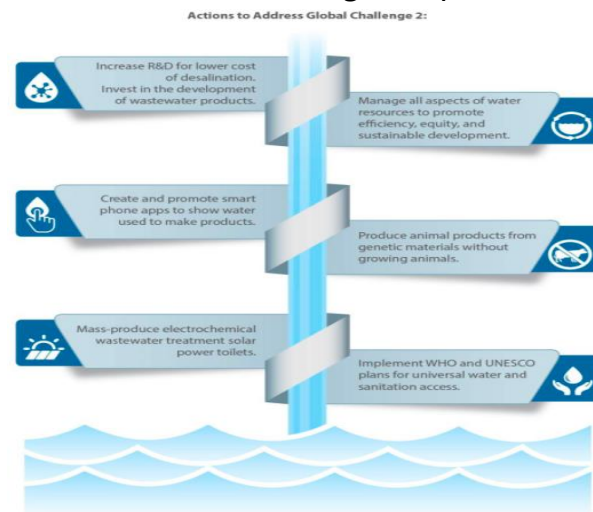 Actions to Address Global Challenge 2:
Increase R&D for lower cost
of desalination.
Invest in the development
of wastewater products.
Manage all aspects of water
resources to promote
efficiency, equity, and
sustainable development.
Create and promote smart
phone apps to show water
used to make products.
Produce animal products from
genetic materials without
growing animals.
Mass-produce electrochemical
wastewater treatment solar
power toilets.
Implement WHO and UNESCO
plans for universal water and
sanitation access.